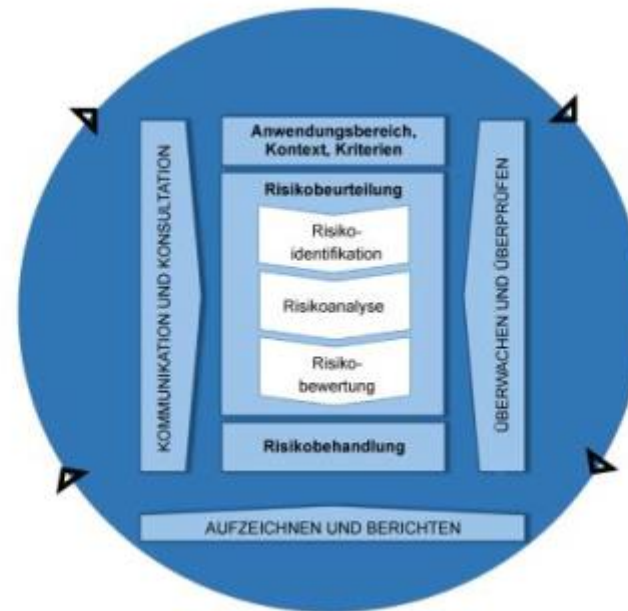 Anwendungsbereich,
Kontext, Kriterien
Risikobeurteilung
Risiko-
identifikation
Risikoanalyse
Risiko-
bewertung
Risikobehandlung
KOMMUNIKATION UND KONSULTATION
ÜBERWACHEN UND ÜBERPRÜFEN
AUFZEICHNEN UND BERICHTEN